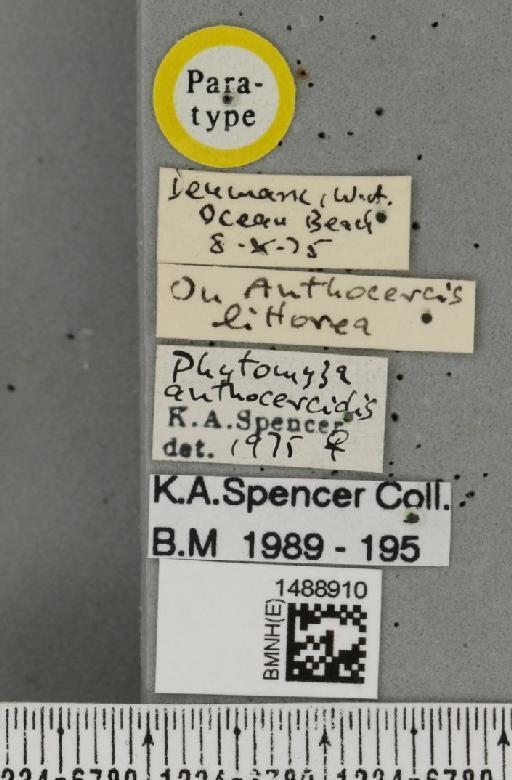 Para-
type
Denmark, W.A.
Ocean Beach
8-X-75
On Anthocercis
littorea
Phytomyza
anthocercidis
K.A.Spencer
det. 1975 ♀
K.A.Spencer Coll.
B.M 1989 - 195
1488910
BMNH(E)